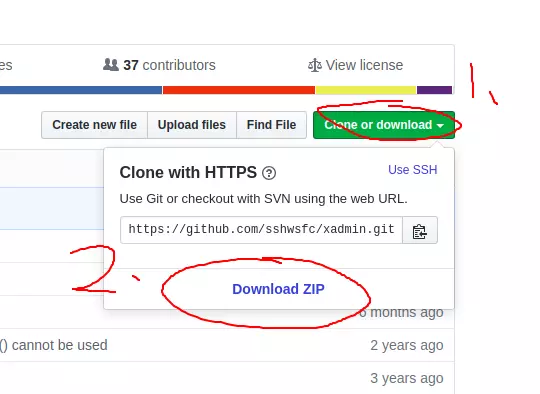 es
37 contributors
View license
1.
Create new file
Upload files
Find File
Clone or download
Clone with HTTPS
Use SSH
Use Git or checkout with SVN using the web URL.
https://github.com/sshwsfc/xadmin.git
2.
Download ZIP
6 months ago
() cannot be used
2 years ago
3 years ago